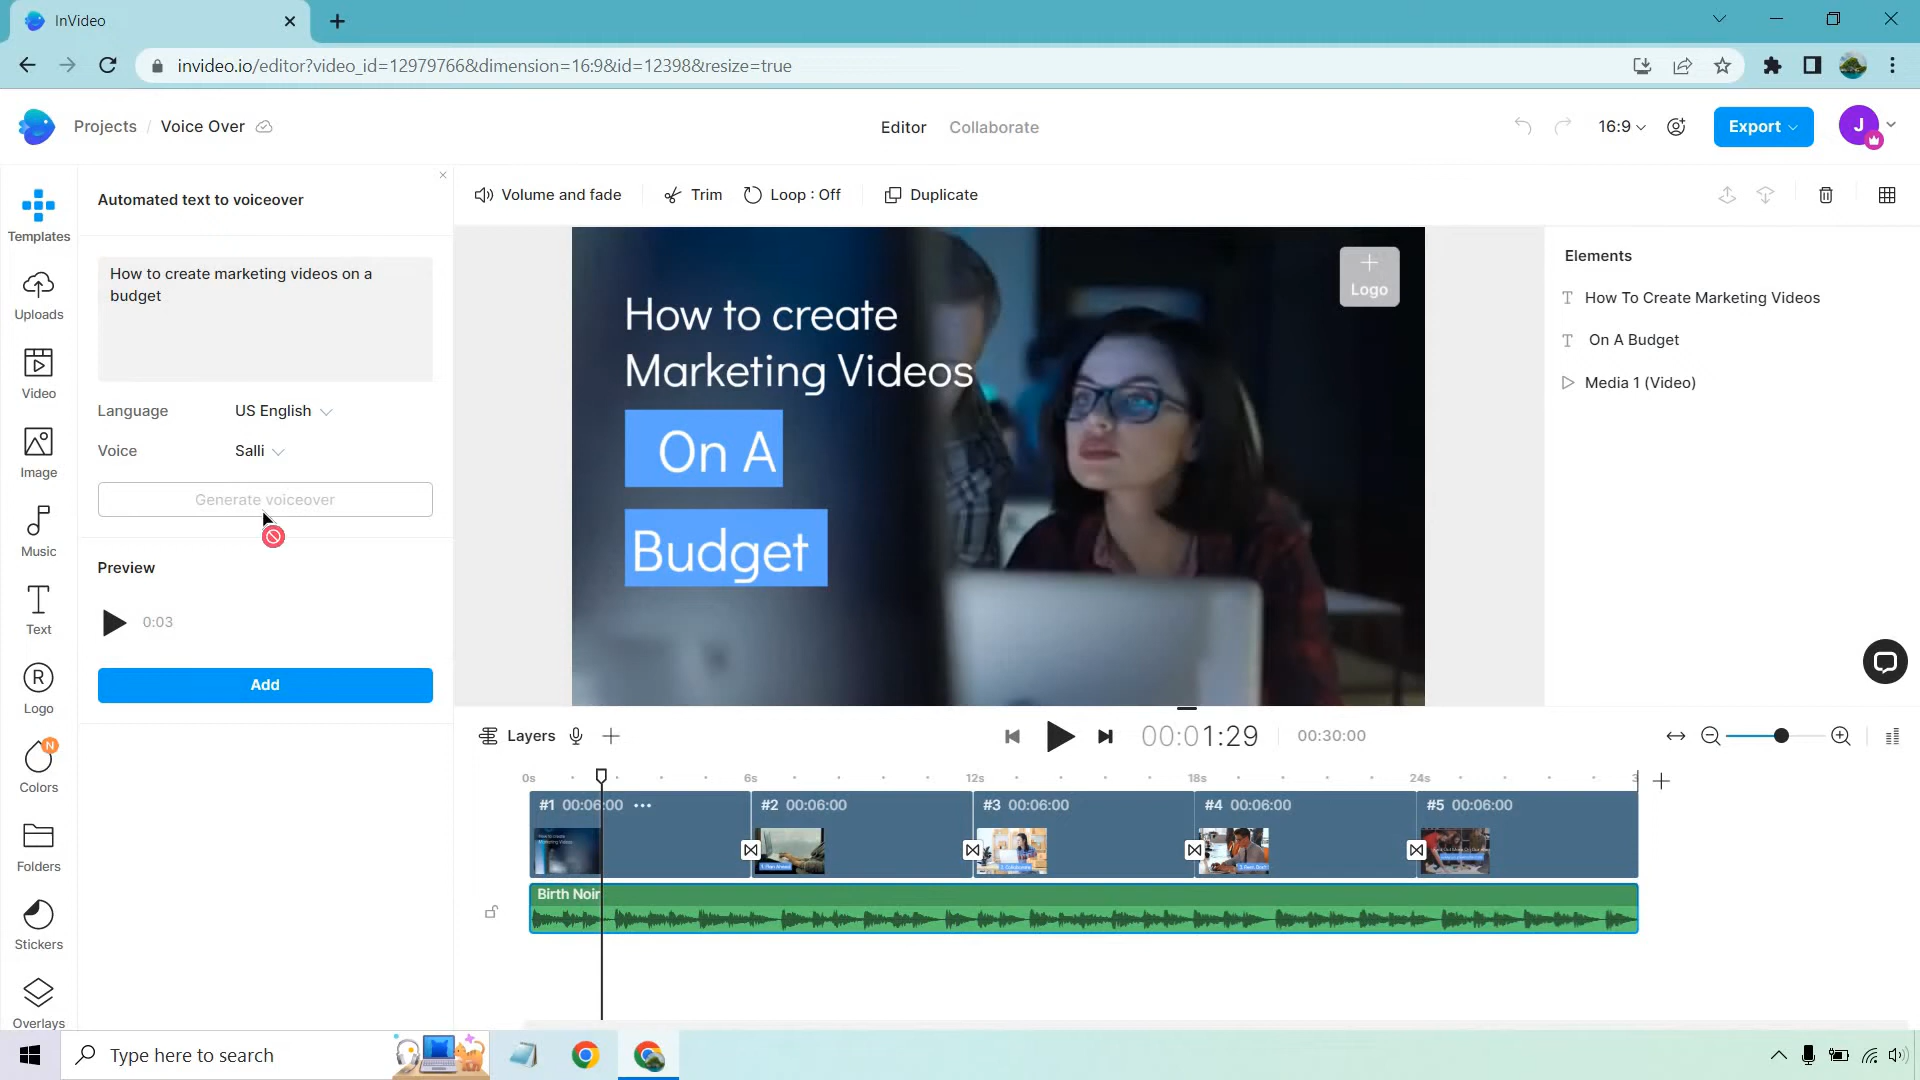 InVideo
invideo.io/editor?video_id=12979766&dimension=16:9&id=12398&resize=true
Projects / Voice Over
Editor
Collaborate
16:9
Export
J
Automated text to voiceover
How to create marketing videos on a
budget
Language
US English
Voice
Salli
Generate voiceover
Preview
0:03
Add
Templates
Uploads
Video
Image
Music
Text
R
Logo
N
Colors
Folders
Stickers
Overlays
Volume and fade
Trim
Loop : Off
Duplicate
How to create
Marketing Videos
On A
Budget
Logo
Elements
How To Create Marketing Videos
On A Budget
Media 1 (Video)
Layers
00:01:29
00:30:00
0s
6s
12s
18s
24s
#1 00:06:00
#2 00:06:00
#3 00:06:00
#4 00:06:00
#5 00:06:00
Birth Noir
Type here to search